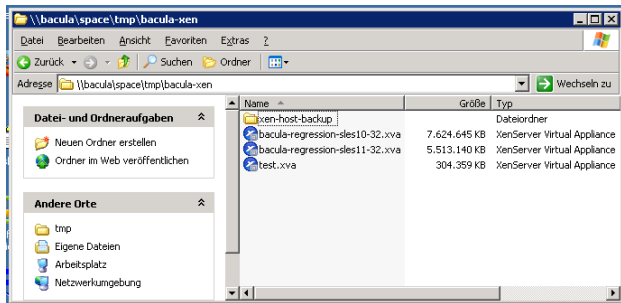 \\bacula\space\tmp\bacula-xen
Datei Bearbeiten Ansicht Favoriten Extras ?
Zurück Suchen Ordner
Adresse \\bacula\space\tmp\bacula-xen Wechseln zu
Name Größe Typ
Datei- und Ordneraufgaben
Neuen Ordner erstellen
Ordner im Web veröffentlichen
Andere Orte
tmp
Eigene Dateien
Arbeitsplatz
Netzwerkumgebung
xen-host-backup Dateiordner
bacula-regression-sles10-32.xva 7.624.645 KB XenServer Virtual Appliance
bacula-regression-sles11-32.xva 5.513.140 KB XenServer Virtual Appliance
test.xva 304.359 KB XenServer Virtual Appliance